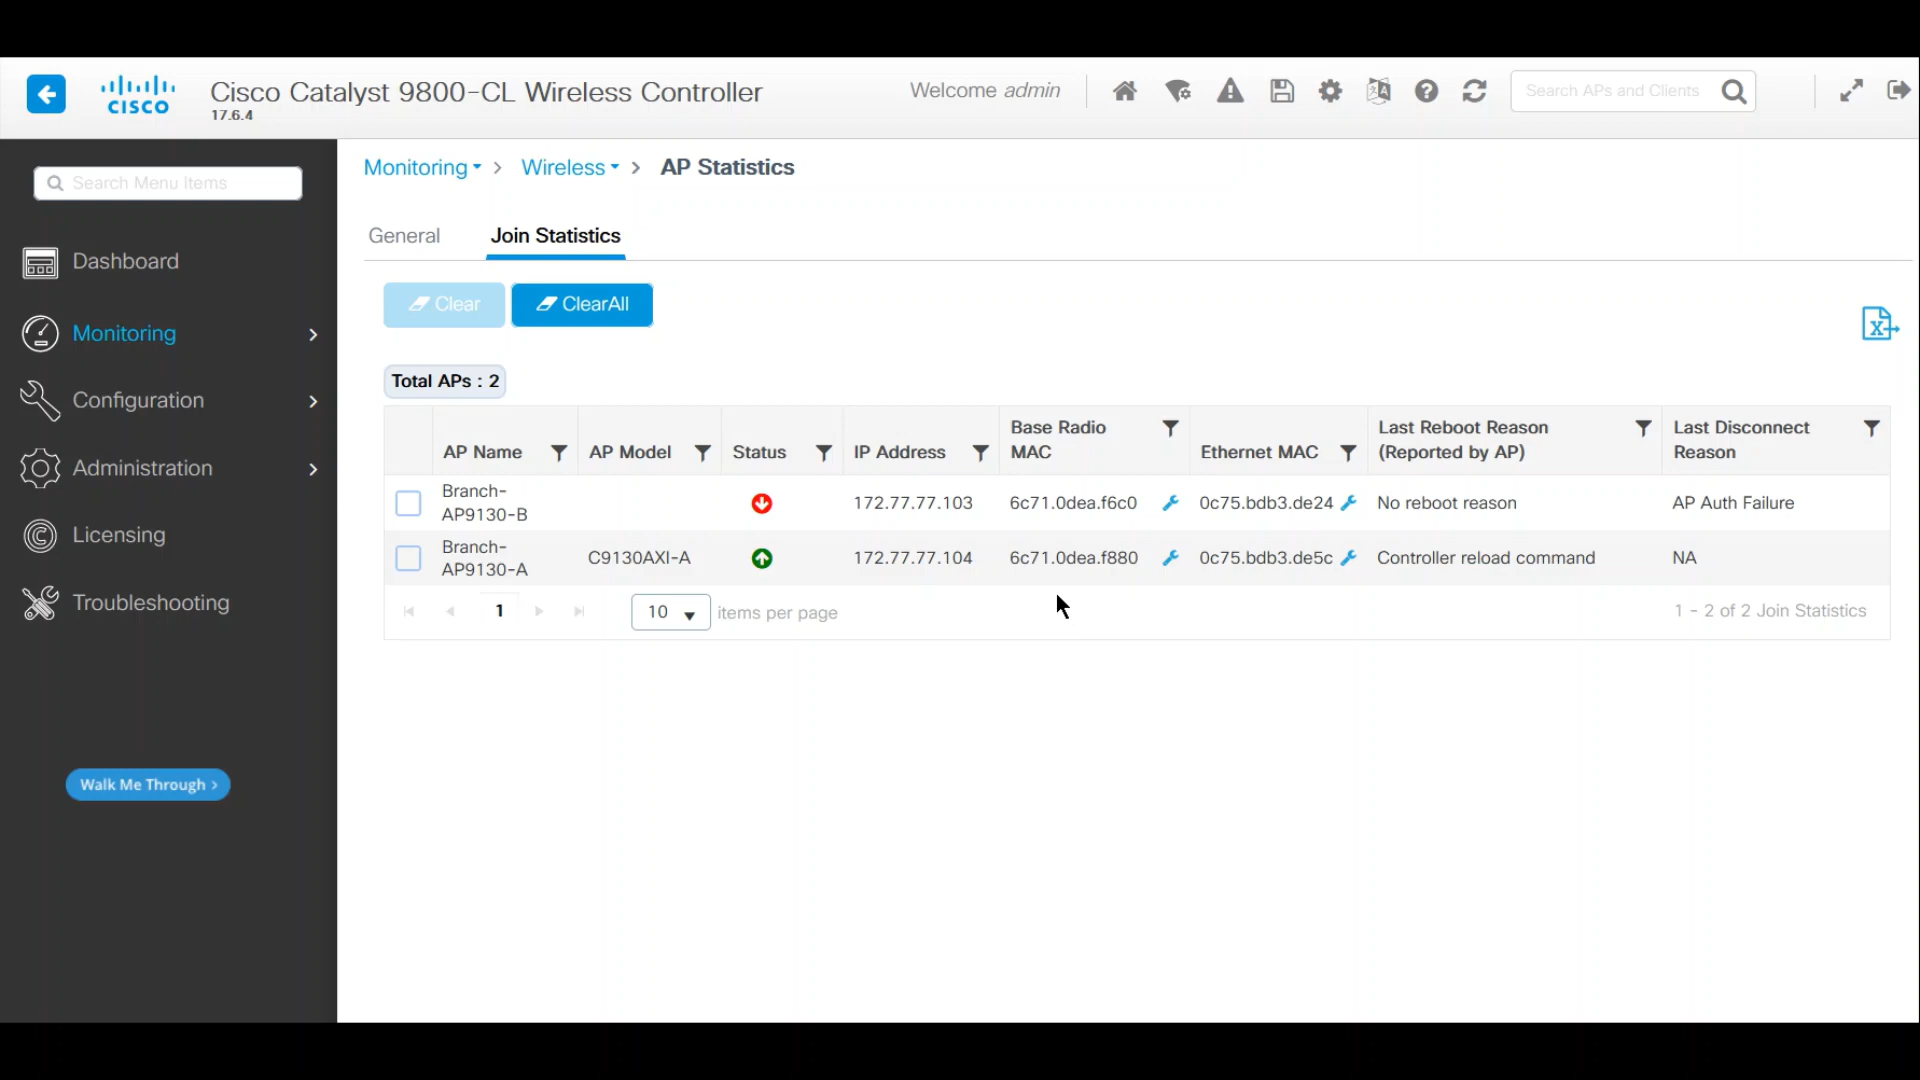 CISCO
Cisco Catalyst 9800-CL Wireless Controller
17.6.4
Welcome admin
Search APs and Clients
Search Menu Items
Dashboard
Monitoring
Configuration
Administration
Licensing
Troubleshooting
Walk Me Through >
Monitoring > Wireless > AP Statistics
General Join Statistics
Clear ClearAll
Total APs : 2
AP Name AP Model Status IP Address Base Radio MAC Ethernet MAC Last Reboot Reason (Reported by AP) Last Disconnect Reason
Branch-AP9130-B 172.77.77.103 6c71.0dea.f6c0 0c75.bdb3.de24 No reboot reason AP Auth Failure
Branch-AP9130-A C9130AXI-A 172.77.77.104 6c71.0dea.f880 0c75.bdb3.de5c Controller reload command NA
1 10 items per page 1 - 2 of 2 Join Statistics